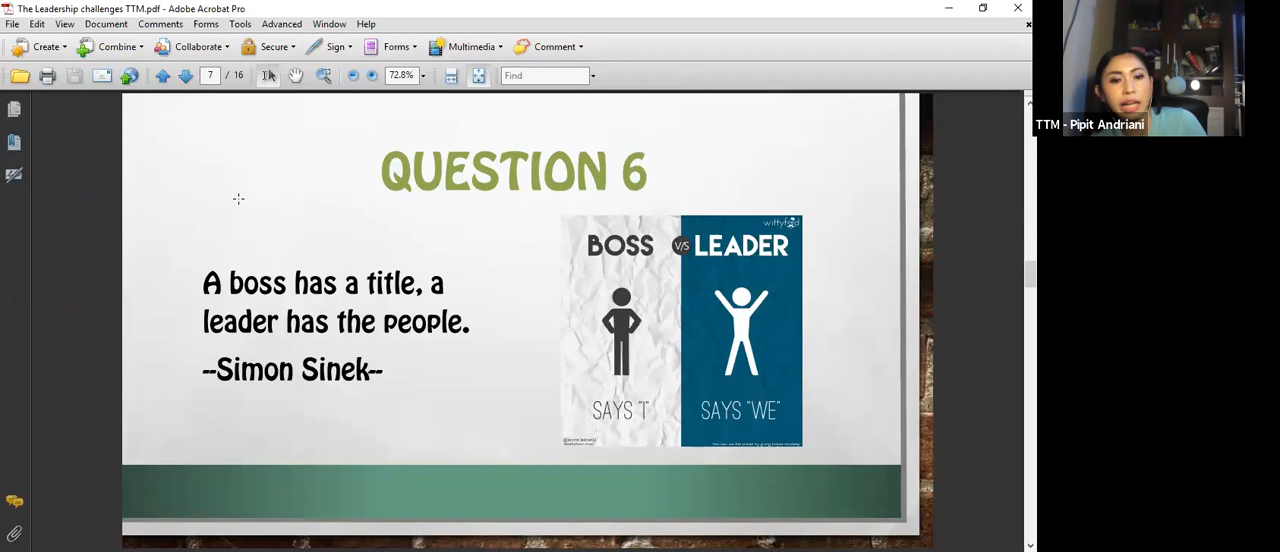 The Leadership challenges TTM.pdf - Adobe Acrobat Pro
File Edit View Document Comments Forms Tools Advanced Window Help
Create Combine Collaborate Secure Sign Forms Multimedia Comment
7 / 16 72.8% Find
TTM - Pipit Andriani
QUESTION 6
wittyfeed
BOSS V/S LEADER
A boss has a title, a
leader has the people.
--Simon Sinek--
SAYS "I" SAYS "WE"